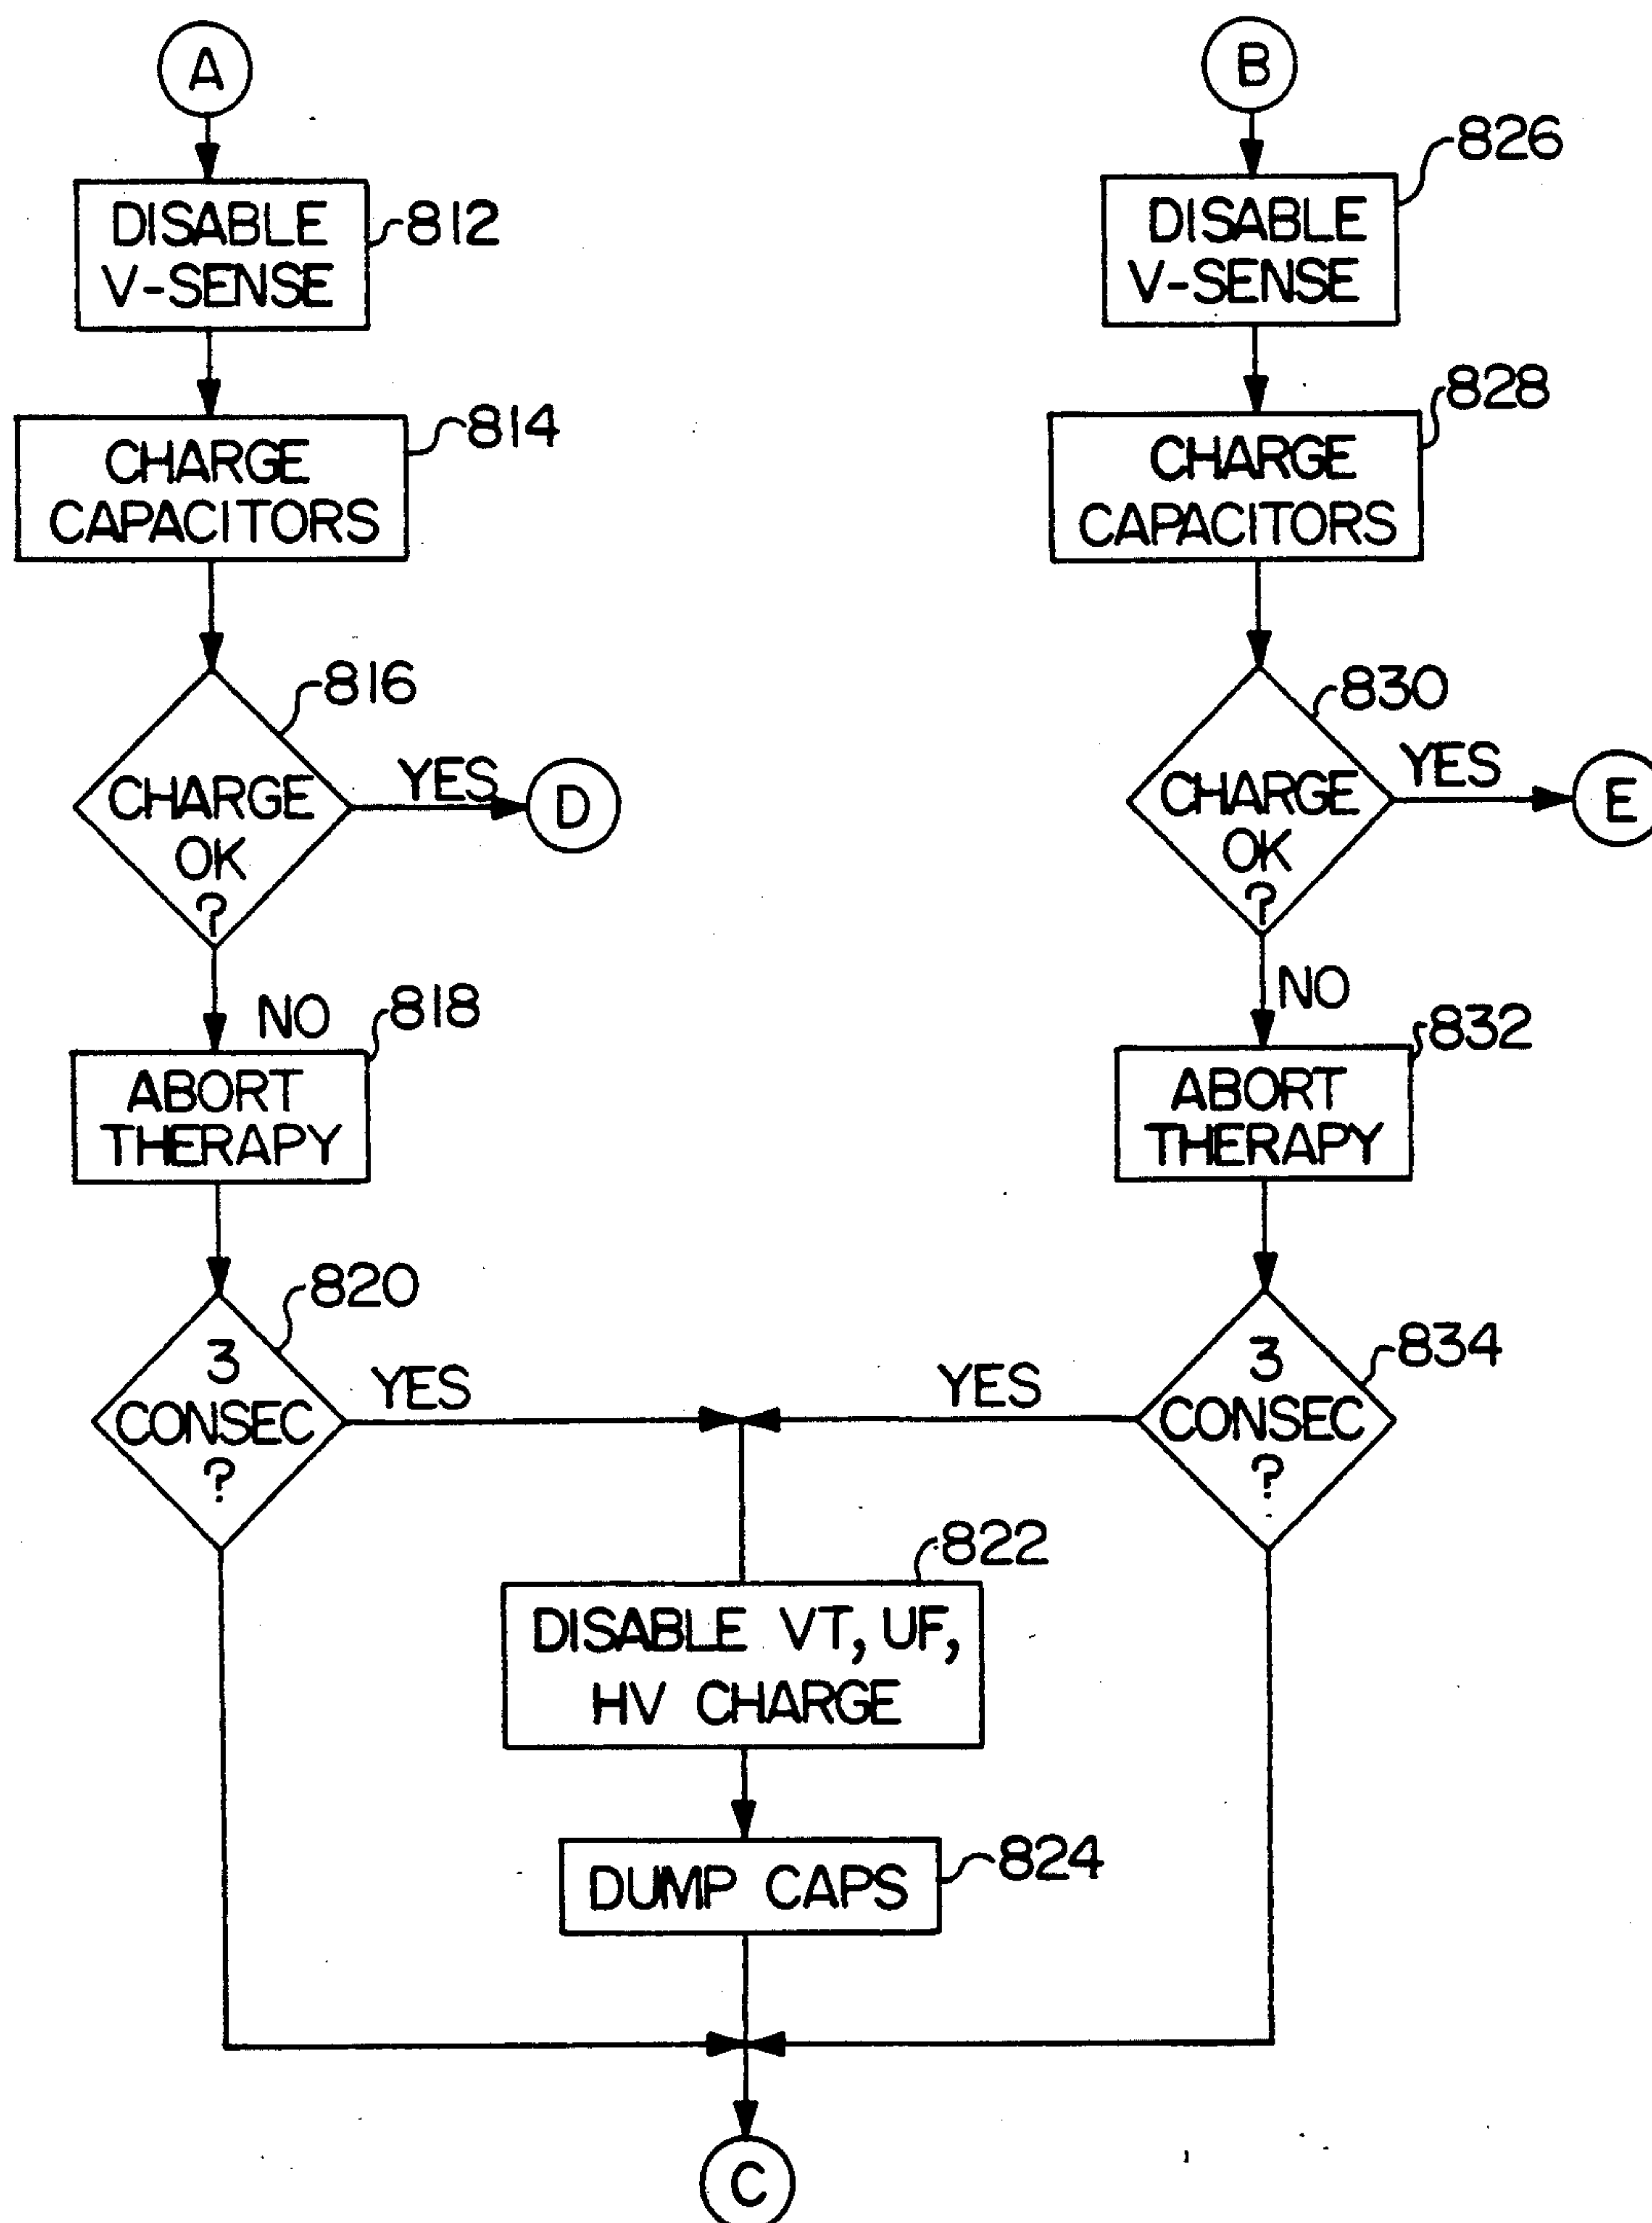 A
DISABLE
V-SENSE
812
CHARGE
CAPACITORS
814
816
CHARGE
OK
?
YES
D
NO
818
ABORT
THERAPY
820
3
CONSEC
?
YES
B
826
DISABLE
V-SENSE
828
CHARGE
CAPACITORS
830
CHARGE
OK
?
YES
E
NO
832
ABORT
THERAPY
834
3
CONSEC
?
YES
822
DISABLE VT, UF,
HV CHARGE
DUMP CAPS
824
C